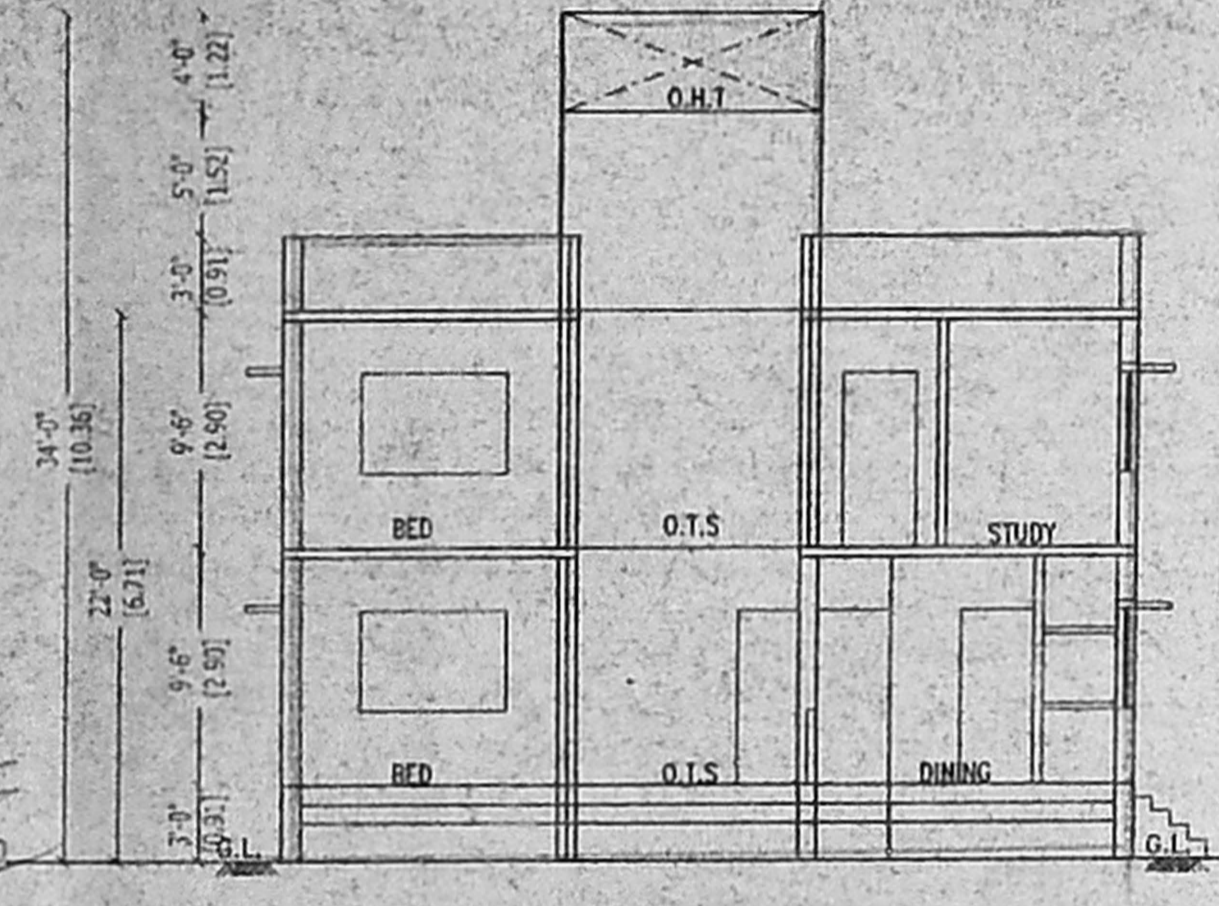 4'-0"
[1.22]
O.H.T
5'-0"
[1.52]
3'-0"
[0.91]
34'-0"
[10.36]
9'-6"
[2.90]
BED
O.T.S
STUDY
22'-0"
[6.71]
9'-6"
[2.90]
BED
O.T.S
DINING
3'-0"
[0.91]
G.L.
G.L.